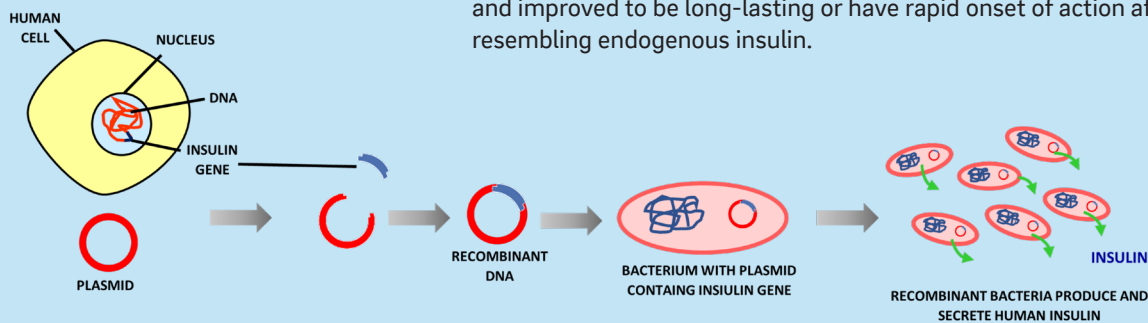 and improved to be long-lasting or have rapid onset of action af
resembling endogenous insulin.
HUMAN
CELL
NUCLEUS
DNA
INSULIN
GENE
PLASMID
RECOMBINANT
DNA
BACTERIUM WITH PLASMID
CONTAING INSIULIN GENE
INSULIN
RECOMBINANT BACTERIA PRODUCE AND
SECRETE HUMAN INSULIN